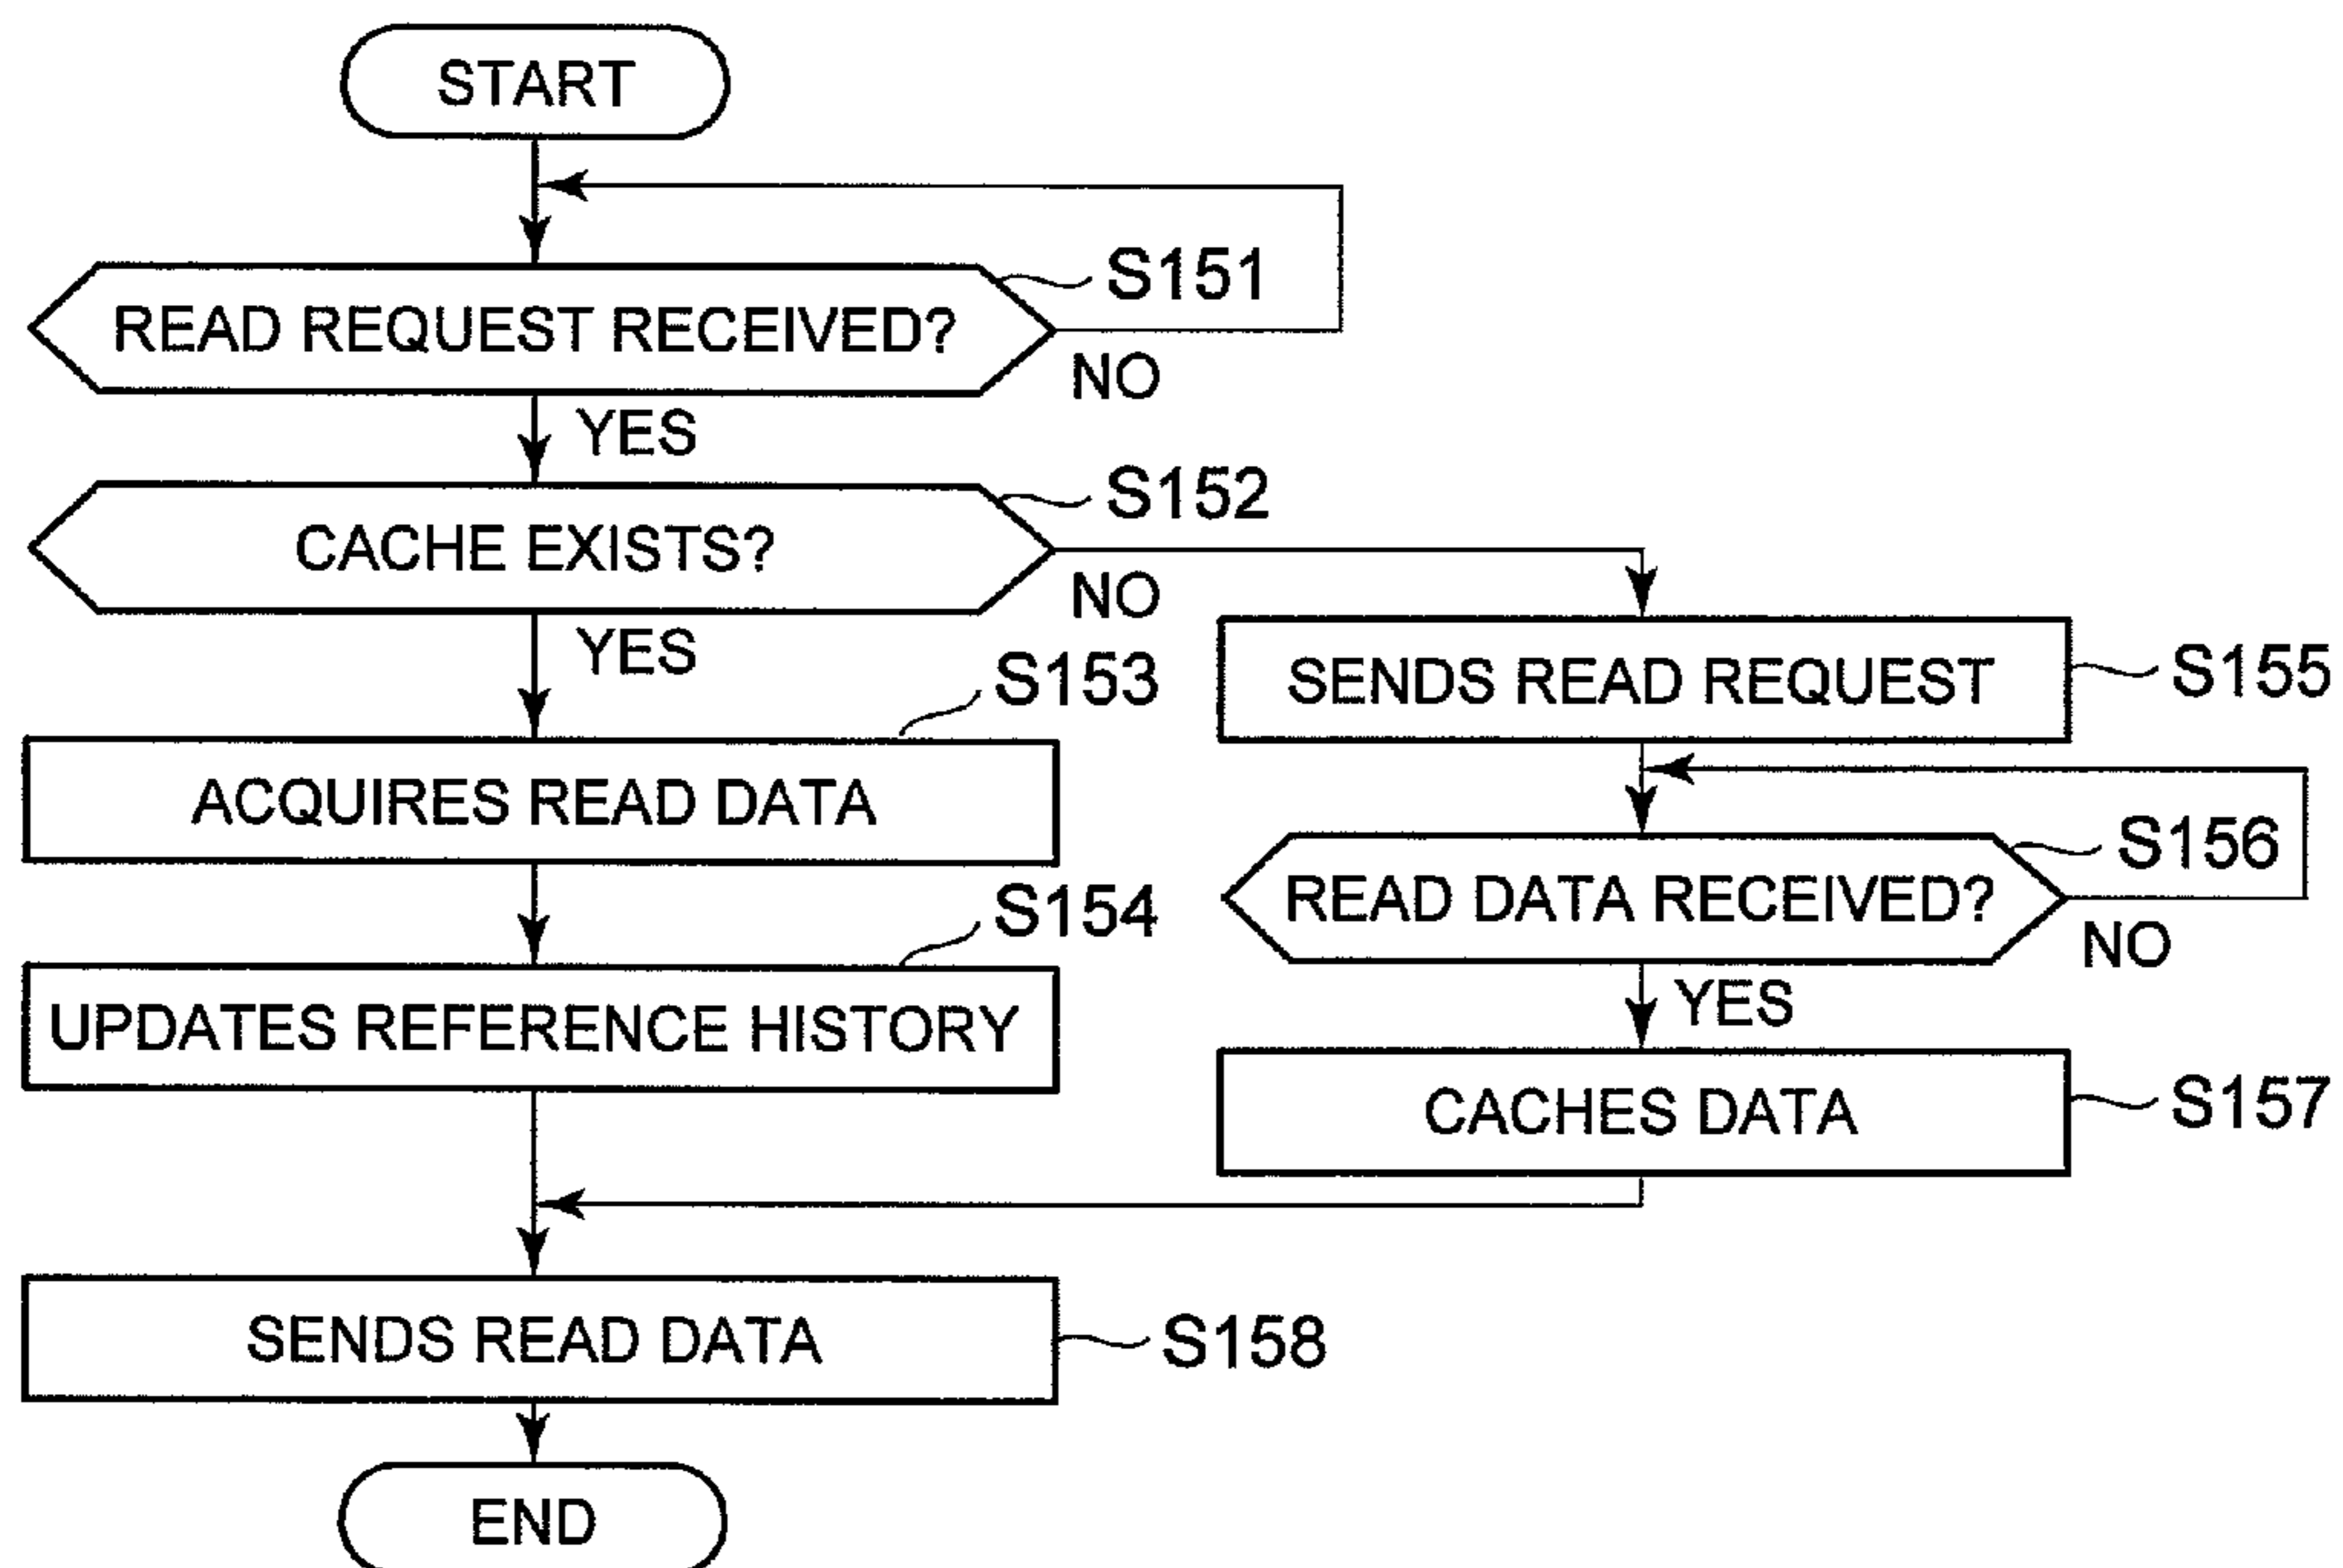 START
S151
READ REQUEST RECEIVED?
NO
YES
S152
CACHE EXISTS?
NO
YES
S153
SENDS READ REQUEST
S155
ACQUIRES READ DATA
S156
READ DATA RECEIVED?
NO
YES
S154
UPDATES REFERENCE HISTORY
CACHES DATA
S157
SENDS READ DATA
S158
END